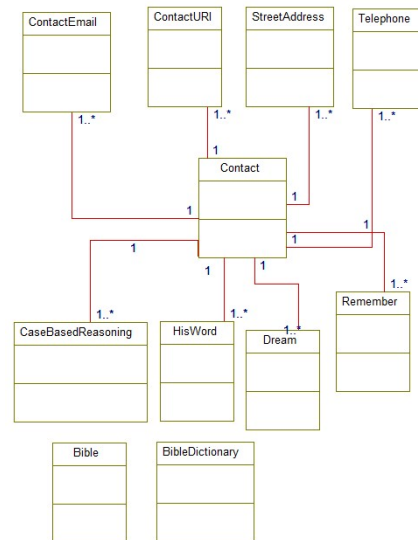 ContactEmail
ContactURI
StreetAddress
Telephone
1..*
1..*
1..*
1..*
1
Contact
1
1
1
1
1
1
1
1..*
Remember
1..*
1..*
1..*
CaseBasedReasoning
HisWord
Dream
Bible
BibleDictionary